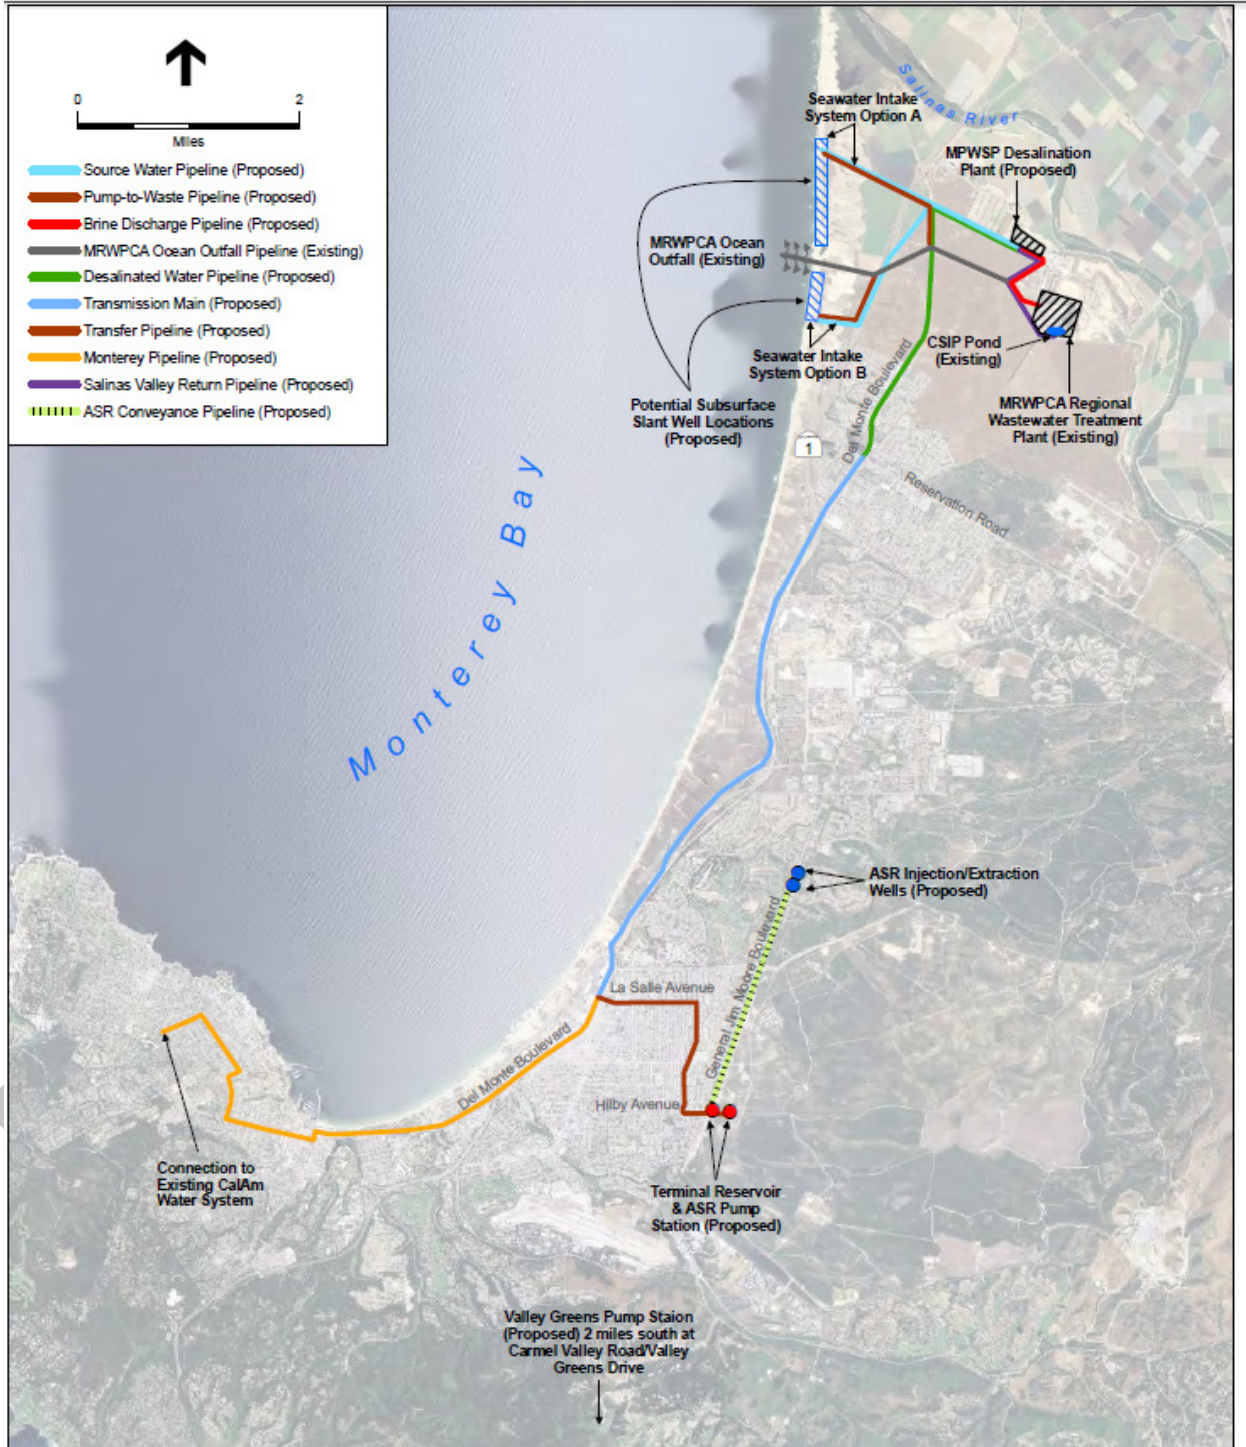 0
2
Miles
Source Water Pipeline (Proposed)
Pump-to-Waste Pipeline (Proposed)
Brine Discharge Pipeline (Proposed)
MRWPCA Ocean Outfall Pipeline (Existing)
Desalinated Water Pipeline (Proposed)
Transmission Main (Proposed)
Transfer Pipeline (Proposed)
Monterey Pipeline (Proposed)
Salinas Valley Return Pipeline (Proposed)
ASR Conveyance Pipeline (Proposed)
Salinas River
Seawater Intake
System Option A
MPWSP Desalination
Plant (Proposed)
MRWPCA Ocean
Outfall (Existing)
Seawater Intake
System Option B
CSIP Pond
(Existing)
Potential Subsurface
Slant Well Locations
(Proposed)
MRWPCA Regional
Wastewater Treatment
Plant (Existing)
1
Del Monte Boulevard
Reservation Road
Monterey Bay
ASR Injection/Extraction
Wells (Proposed)
General Jim Moore Boulevard
La Salle Avenue
Del Monte Boulevard
Hilby Avenue
Connection to
Existing CalAm
Water System
Terminal Reservoir
& ASR Pump
Station (Proposed)
Valley Greens Pump Staion
(Proposed) 2 miles south at
Carmel Valley Road/Valley
Greens Drive